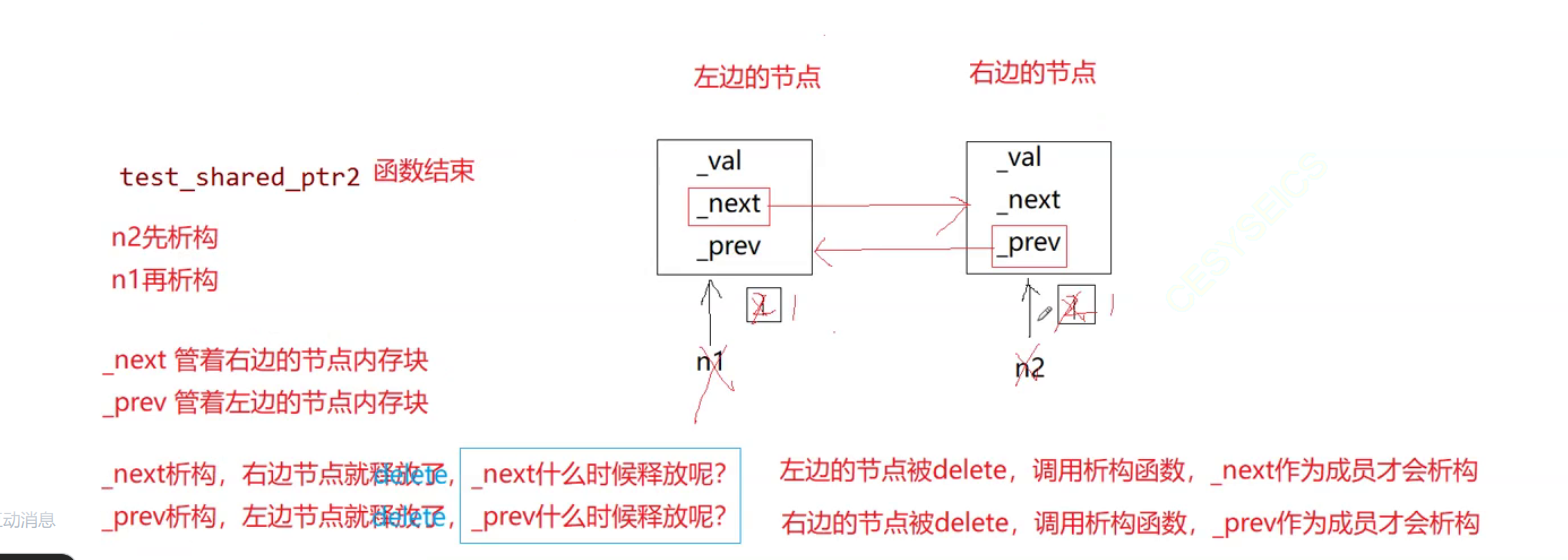 左边的节点
右边的节点
_val
_next
_prev
_val
_next
_prev
test_shared_ptr2 函数结束
n2先析构
n1再析构
1
1
n1
n2
_next 管着右边的节点内存块
_prev 管着左边的节点内存块
_next析构，右边节点就释放了，delete
_next什么时候释放呢？
左边的节点被delete，调用析构函数，_next作为成员才会析构
_prev析构，左边节点就释放了，delete
_prev什么时候释放呢？
右边的节点被delete，调用析构函数，_prev作为成员才会析构
动消息
CESYSEICS